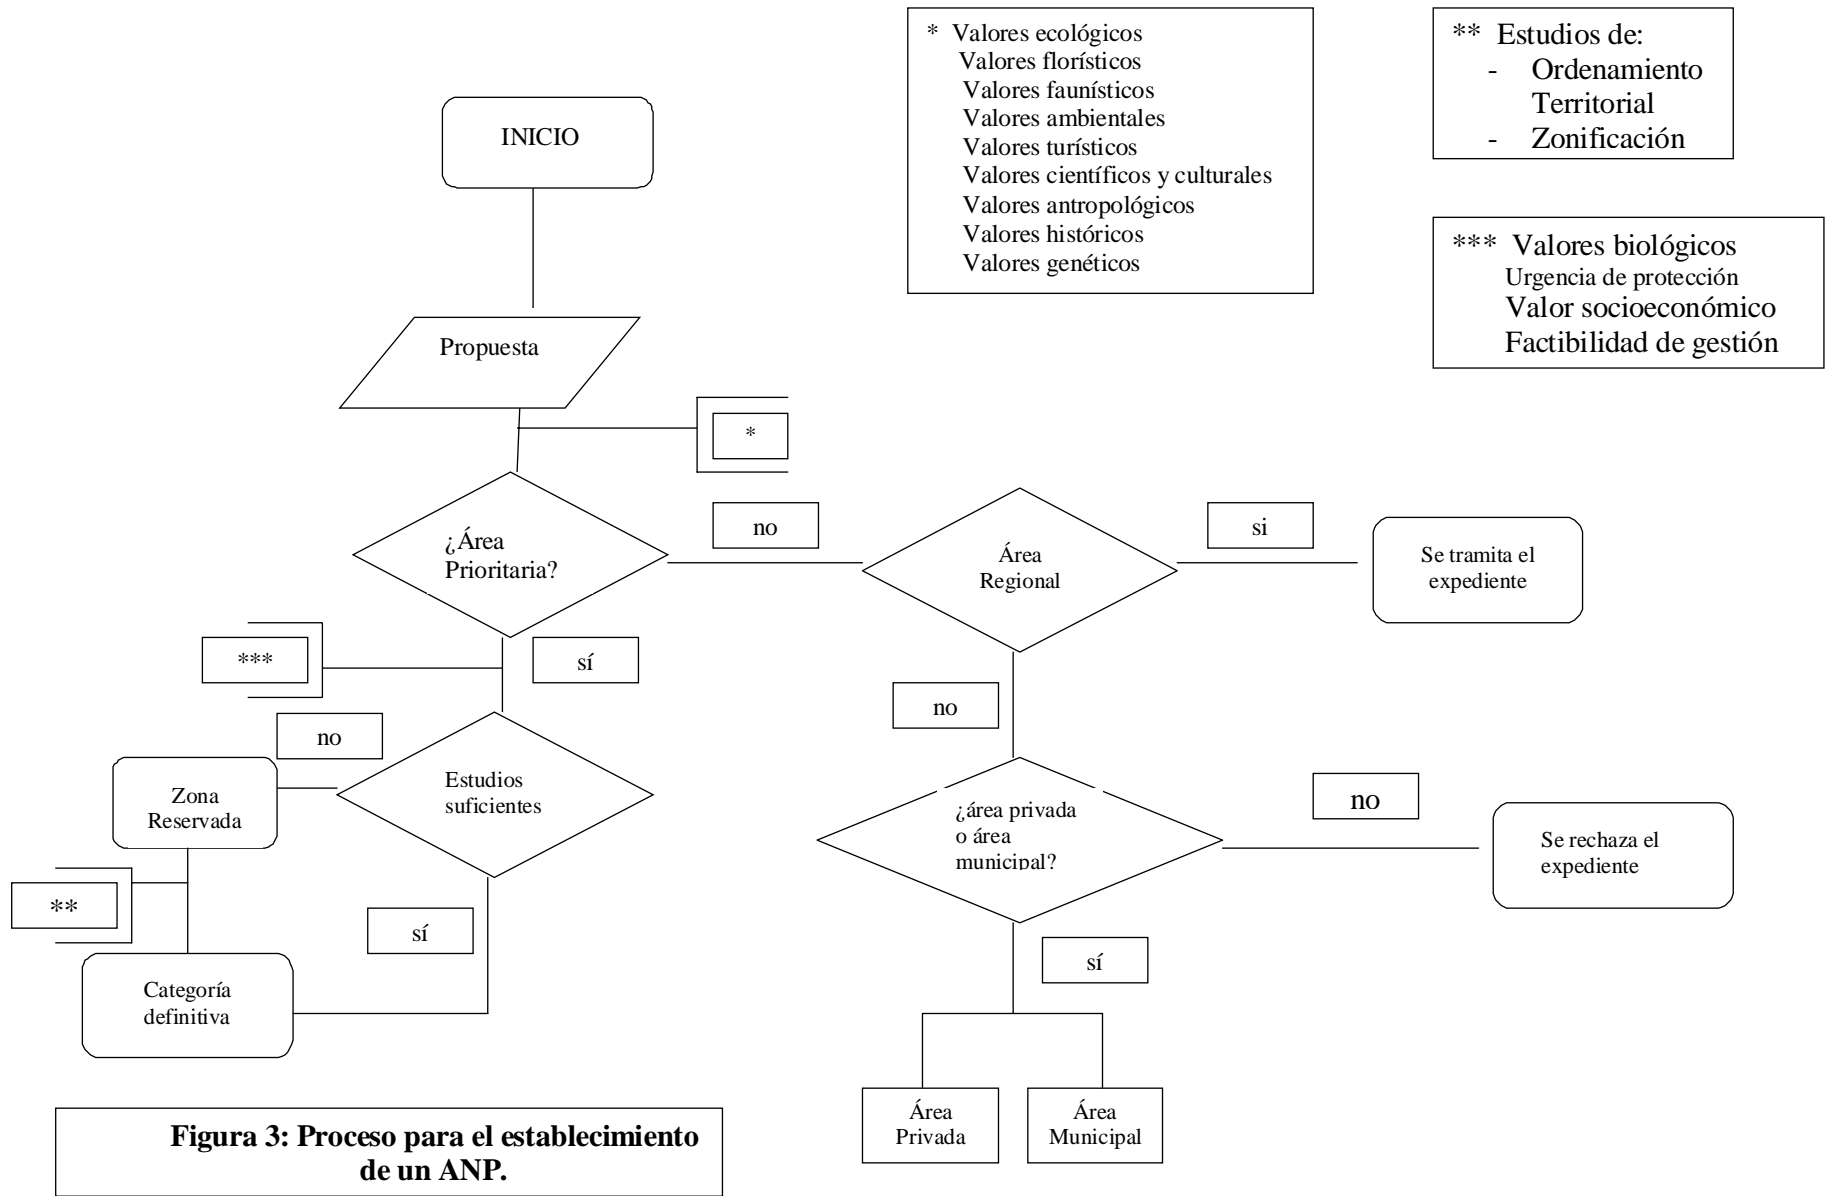 * Valores ecológicos
Valores florísticos
Valores faunísticos
Valores ambientales
Valores turísticos
Valores científicos y culturales
Valores antropológicos
Valores históricos
Valores genéticos
** Estudios de:
- Ordenamiento
Territorial
- Zonificación
*** Valores biológicos
Urgencia de protección
Valor socioeconómico
Factibilidad de gestión
INICIO
Propuesta
*
¿Área
Prioritaria?
no
Área
Regional
si
Se tramita el
expediente
***
sí
no
Estudios
suficientes
Zona
Reservada
**
sí
Categoría
definitiva
no
¿área privada
o área
municipal?
no
Se rechaza el
expediente
sí
Área
Privada
Área
Municipal
Figura 3: Proceso para el establecimiento
de un ANP.